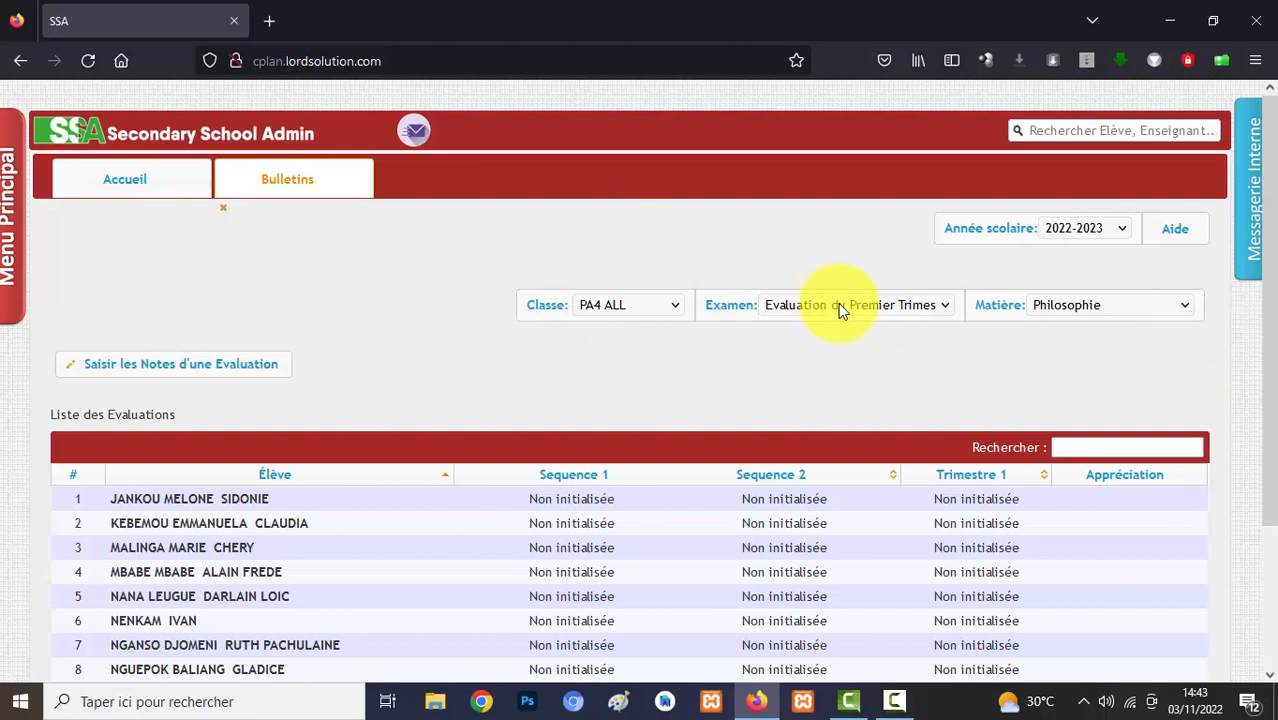 SSA
cplan.lordsolution.com
SSA Secondary School Admin
Rechercher Elève, Enseignant...
Menu Principal
Messagerie Interne
Accueil
Bulletins
Année scolaire: 2022-2023
Aide
Classe: PA4 ALL
Examen: Evaluation du Premier Trimes
Matière: Philosophie
Saisir les Notes d'une Evaluation
Liste des Evaluations
Rechercher :
# Élève Sequence 1 Sequence 2 Trimestre 1 Appréciation
1 JANKOU MELONE SIDONIE Non initialisée Non initialisée Non initialisée
2 KEBEMOU EMMANUELA CLAUDIA Non initialisée Non initialisée Non initialisée
3 MALINGA MARIE CHERY Non initialisée Non initialisée Non initialisée
4 MBABE MBABE ALAIN FREDE Non initialisée Non initialisée Non initialisée
5 NANA LEUGUE DARLAIN LOIC Non initialisée Non initialisée Non initialisée
6 NENKAM IVAN Non initialisée Non initialisée Non initialisée
7 NGANSO DJOMENI RUTH PACHULAINE Non initialisée Non initialisée Non initialisée
8 NGUEPOK BALIANG GLADICE Non initialisée Non initialisée Non initialisée
Taper ici pour rechercher
Ps
30°C
14:43
03/11/2022
12